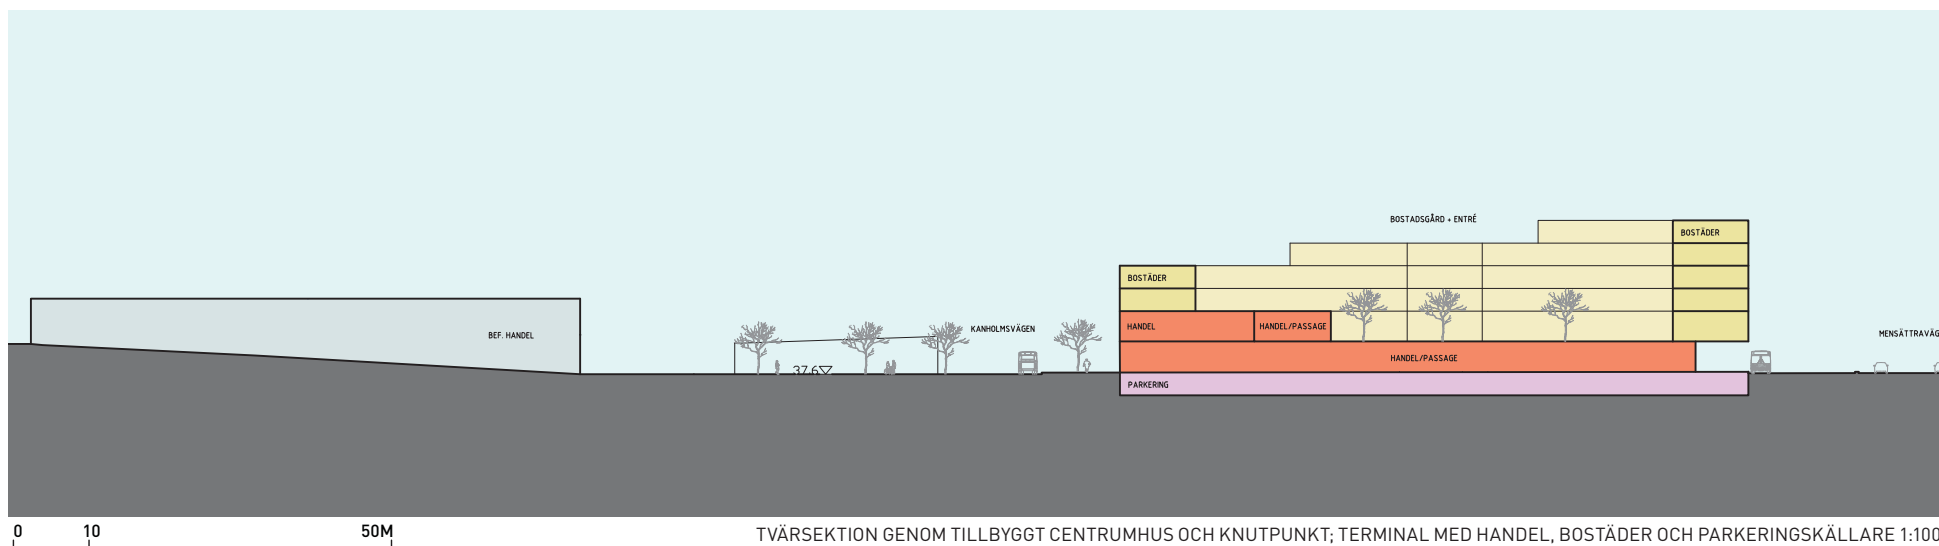 BOSTADSGÅRD + ENTRÉ
BOSTÄDER
BOSTÄDER
HANDEL
HANDEL/PASSAGE
KANHOLMSVÄGEN
BEF. HANDEL
MENSÄTTRAVÄG
HANDEL/PASSAGE
37.6
PARKERING
0 10 50M
TVÄRSEKTION GENOM TILLBYGGT CENTRUMHUS OCH KNUTPUNKT; TERMINAL MED HANDEL, BOSTÄDER OCH PARKERINGSKÄLLARE 1:100